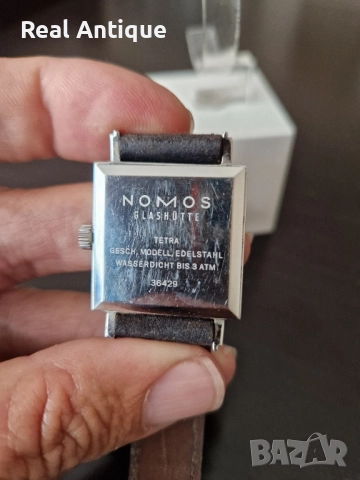 Real Antique
NOMOS
GLASHÜTTE
TETRA
GESCH. MODELL, EDELSTAHL
WASSERDICHT BIS 3 ATM
36429
BAZAR